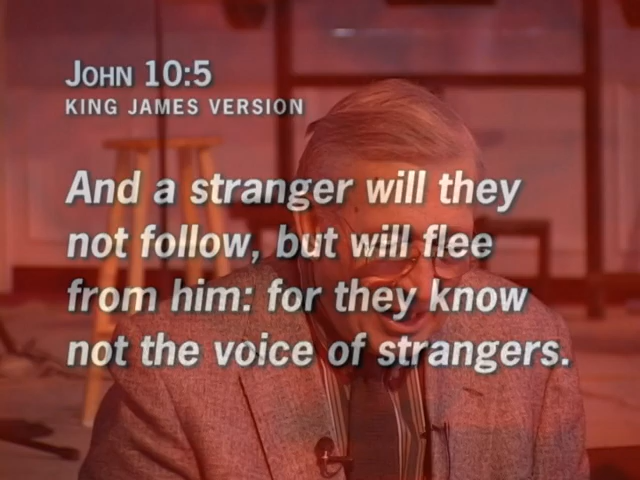 John 10:5
KING JAMES VERSION
And a stranger will they
not follow, but will flee
from him: for they know
not the voice of strangers.